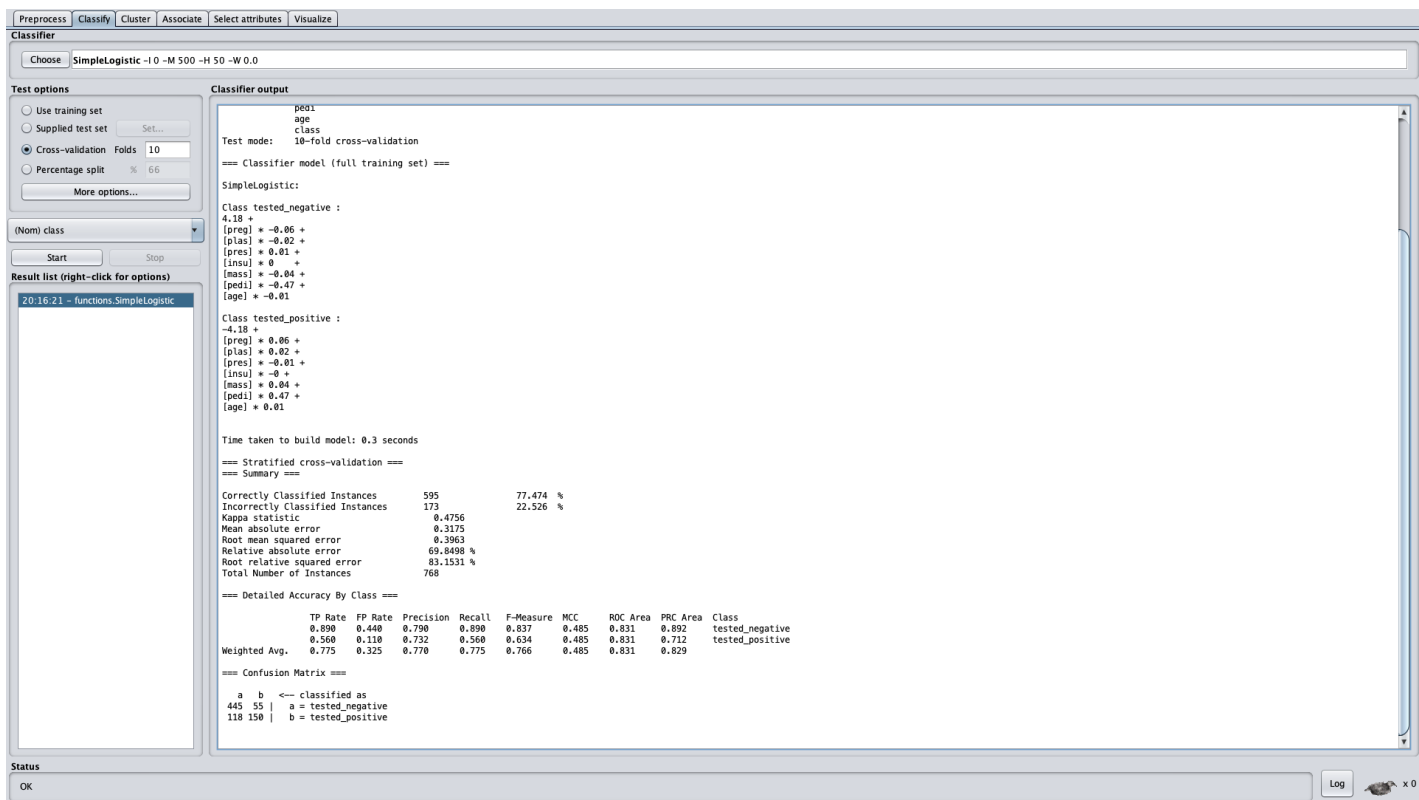 Preprocess Classify Cluster Associate Select attributes Visualize
Classifier
Choose SimpleLogistic -I 0 -M 500 -H 50 -W 0.0
Test options
Use training set
Supplied test set Set...
Cross-validation Folds 10
Percentage split % 66
More options...
(Nom) class
Start Stop
Result list (right-click for options)
20:16:21 - functions.SimpleLogistic
Classifier output
pedi
age
class
Test mode: 10-fold cross-validation
=== Classifier model (full training set) ===
SimpleLogistic:
Class tested_negative :
4.18 +
[preg] * -0.06 +
[plas] * -0.02 +
[pres] * 0.01 +
[insu] * 0 +
[mass] * -0.04 +
[pedi] * -0.47 +
[age] * -0.01
Class tested_positive :
-4.18 +
[preg] * 0.06 +
[plas] * 0.02 +
[pres] * -0.01 +
[insu] * -0 +
[mass] * 0.04 +
[pedi] * 0.47 +
[age] * 0.01
Time taken to build model: 0.3 seconds
=== Stratified cross-validation ===
=== Summary ===
Correctly Classified Instances 595 77.474 %
Incorrectly Classified Instances 173 22.526 %
Kappa statistic 0.4756
Mean absolute error 0.3175
Root mean squared error 0.3963
Relative absolute error 69.8498 %
Root relative squared error 83.1531 %
Total Number of Instances 768
=== Detailed Accuracy By Class ===
TP Rate FP Rate Precision Recall F-Measure MCC ROC Area PRC Area Class
0.890 0.440 0.790 0.890 0.837 0.485 0.831 0.892 tested_negative
0.560 0.110 0.732 0.560 0.634 0.485 0.831 0.712 tested_positive
Weighted Avg. 0.775 0.325 0.770 0.775 0.766 0.485 0.831 0.829
=== Confusion Matrix ===
a b <-- classified as
445 55 | a = tested_negative
118 150 | b = tested_positive
Status
OK
Log x 0